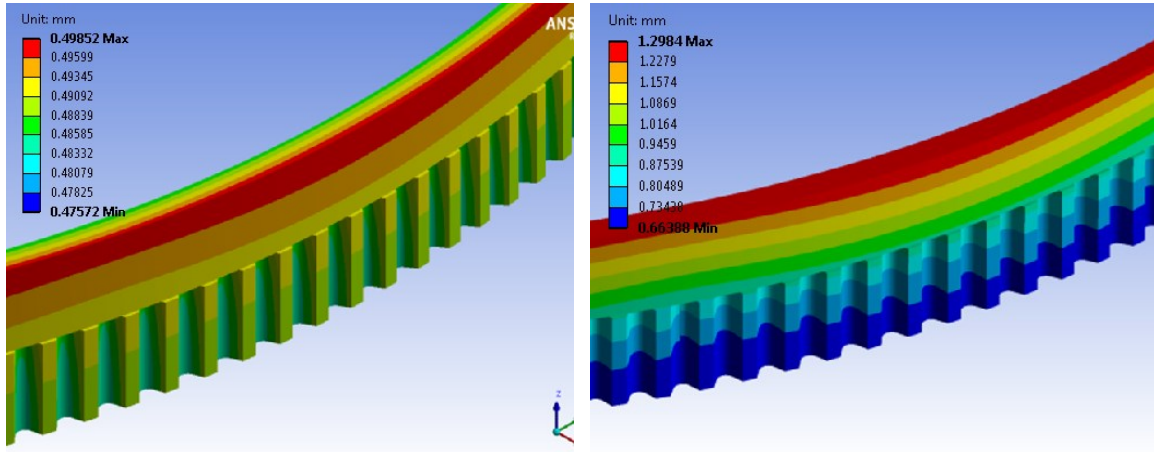 Unit: mm
0.49852 Max
0.49599
0.49345
0.49092
0.48839
0.48585
0.48332
0.48079
0.47825
0.47572 Min
ANS
z
Unit: mm
1.2984 Max
1.2279
1.1574
1.0869
1.0164
0.9459
0.87539
0.80489
0.73438
0.66388 Min